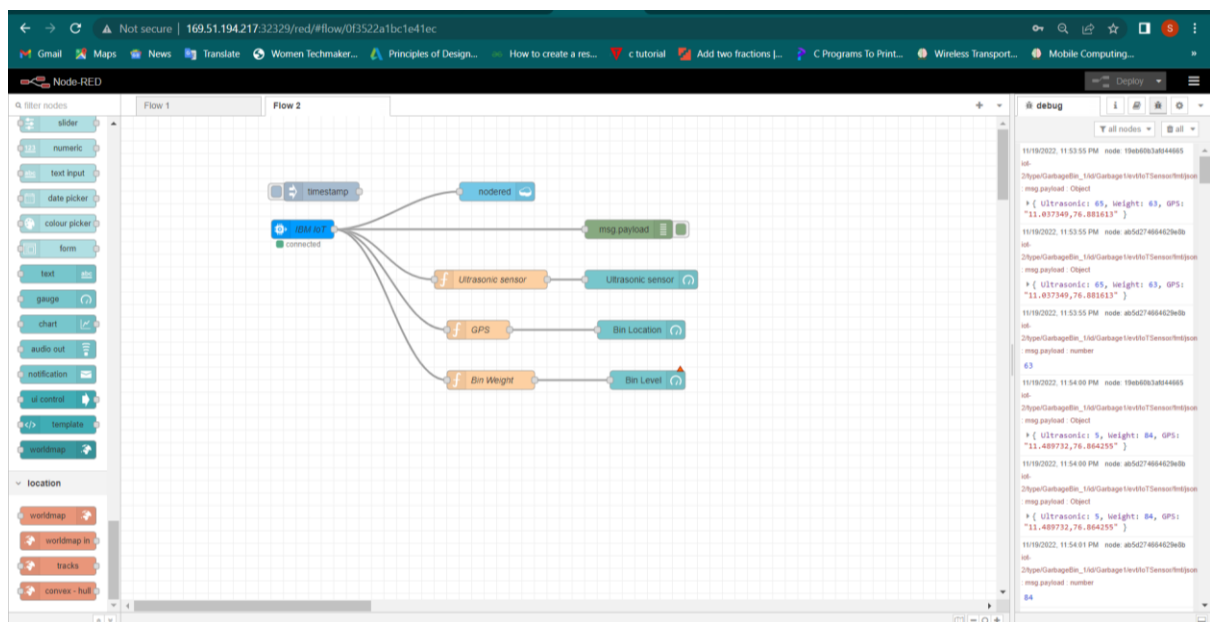 Not secure | 169.51.194.217:32329/red/#flow/0f3522a1bc1e41ec
S
Gmail Maps News Translate Women Techmaker... Principles of Design... How to create a res... c tutorial Add two fractions |... C Programs To Print... Wireless Transport... Mobile Computing... »
Node-RED
Deploy
filter nodes
Flow 1
Flow 2
slider
numeric
text input
date picker
colour picker
form
text
gauge
chart
audio out
notification
ui control
template
worldmap
location
worldmap
worldmap in
tracks
convex - hull
timestamp
nodered
IBM IoT
connected
msg.payload
Ultrasonic sensor
Ultrasonic sensor
GPS
Bin Location
Bin Weight
Bin Level
debug
all nodes
all
11/19/2022, 11:53:55 PM node: 19eb60b3afd44665
iot-
2/type/GarbageBin_1/id/Garbage1/evt/IoTSensor/fmt/json
: msg.payload : Object
{ Ultrasonic: 65, Weight: 63, GPS:
"11.037349,76.881613" }
11/19/2022, 11:53:55 PM node: ab5d274664629e8b
iot-
2/type/GarbageBin_1/id/Garbage1/evt/IoTSensor/fmt/json
: msg.payload : Object
{ Ultrasonic: 65, Weight: 63, GPS:
"11.037349,76.881613" }
11/19/2022, 11:53:55 PM node: ab5d274664629e8b
iot-
2/type/GarbageBin_1/id/Garbage1/evt/IoTSensor/fmt/json
: msg.payload : number
63
11/19/2022, 11:54:00 PM node: 19eb60b3afd44665
iot-
2/type/GarbageBin_1/id/Garbage1/evt/IoTSensor/fmt/json
: msg.payload : Object
{ Ultrasonic: 5, Weight: 84, GPS:
"11.489732,76.864255" }
11/19/2022, 11:54:00 PM node: ab5d274664629e8b
iot-
2/type/GarbageBin_1/id/Garbage1/evt/IoTSensor/fmt/json
: msg.payload : Object
{ Ultrasonic: 5, Weight: 84, GPS:
"11.489732,76.864255" }
11/19/2022, 11:54:01 PM node: ab5d274664629e8b
iot-
2/type/GarbageBin_1/id/Garbage1/evt/IoTSensor/fmt/json
: msg.payload : number
84